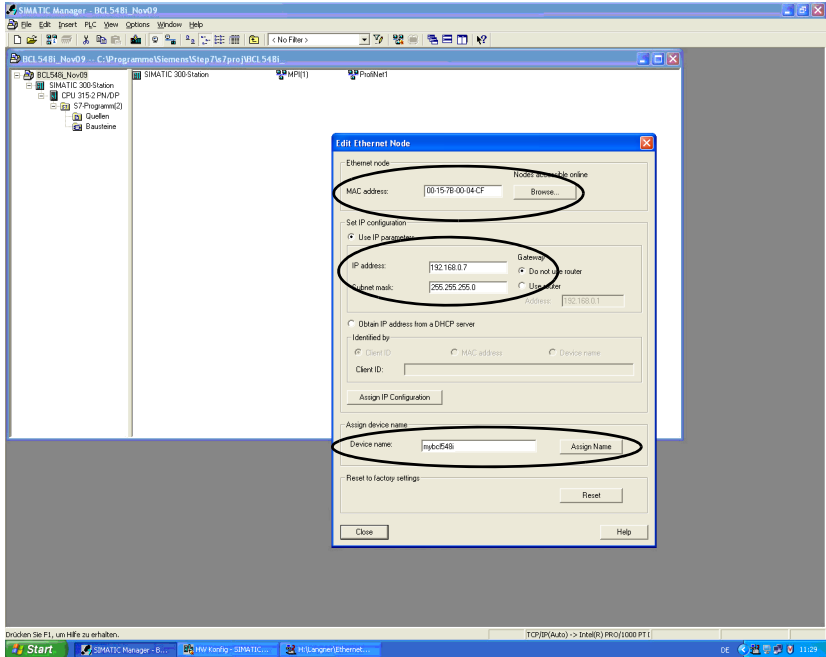 SIMATIC Manager - BCL548i_Nov09
File Edit Insert PLC View Options Window Help
< No Filter >
BCL548i_Nov09 -- C:\Programme\Siemens\Step7\s7proj\BCL548i_
BCL548i_Nov09
SIMATIC 300-Station
CPU 315-2 PN/DP
S7-Programm(2)
Quellen
Bausteine
SIMATIC 300-Station
MPI(1)
ProfiNet1
Edit Ethernet Node
Ethernet node
Nodes accessible online
MAC address:
00-15-7B-00-04-CF
Browse...
Set IP configuration
Use IP parameters
IP address:
192.168.0.7
Subnet mask:
255.255.255.0
Gateway
Do not use router
Use router
Address:
192.168.0.1
Obtain IP address from a DHCP server
Identified by
Client ID
MAC address
Device name
Client ID:
Assign IP Configuration
Assign device name
Device name:
mybcl548i
Assign Name
Reset to factory settings
Reset
Close
Help
Drücken Sie F1, um Hilfe zu erhalten.
TCP/IP(Auto) -> Intel(R) PRO/1000 PT [
Start
SIMATIC Manager - B...
HW Konfig - SIMATIC...
H:\Langner\Ethernet...
DE
11:29